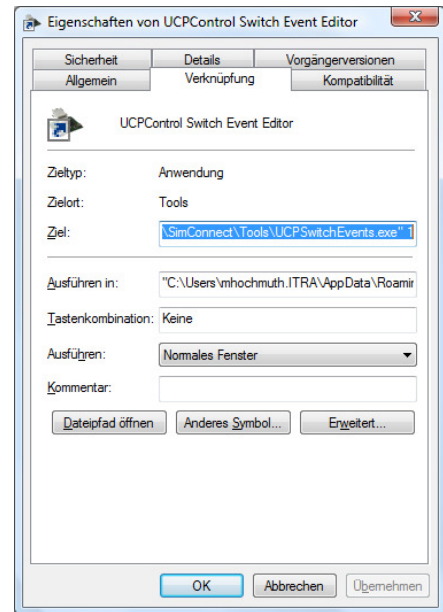 Eigenschaften von UCPControl Switch Event Editor
Sicherheit Details Vorgängerversionen
Allgemein Verknüpfung Kompatibilität
UCPControl Switch Event Editor
Zieltyp: Anwendung
Zielort: Tools
Ziel: \SimConnect\Tools\UCPSwitchEvents.exe" 1
Ausführen in: "C:\Users\mhochmuth.ITRA\AppData\Roamir
Tastenkombination: Keine
Ausführen: Normales Fenster
Kommentar:
Dateipfad öffnen Anderes Symbol... Erweitert...
OK Abbrechen Übernehmen